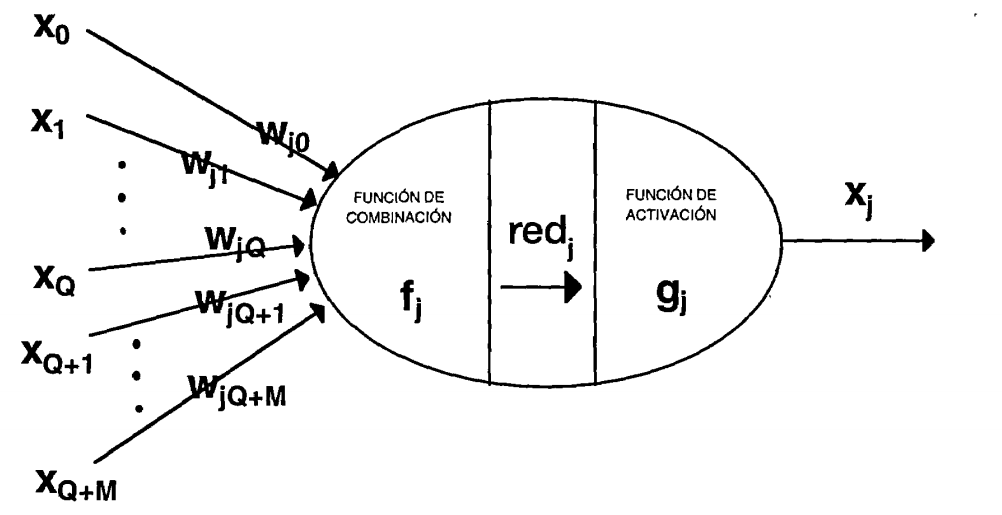 x0
x1
xQ
xQ+1
xQ+M
wj0
wj1
wjQ
wjQ+1
wjQ+M
FUNCIÓN DE
COMBINACIÓN
fj
redj
FUNCIÓN DE
ACTIVACIÓN
gj
xj